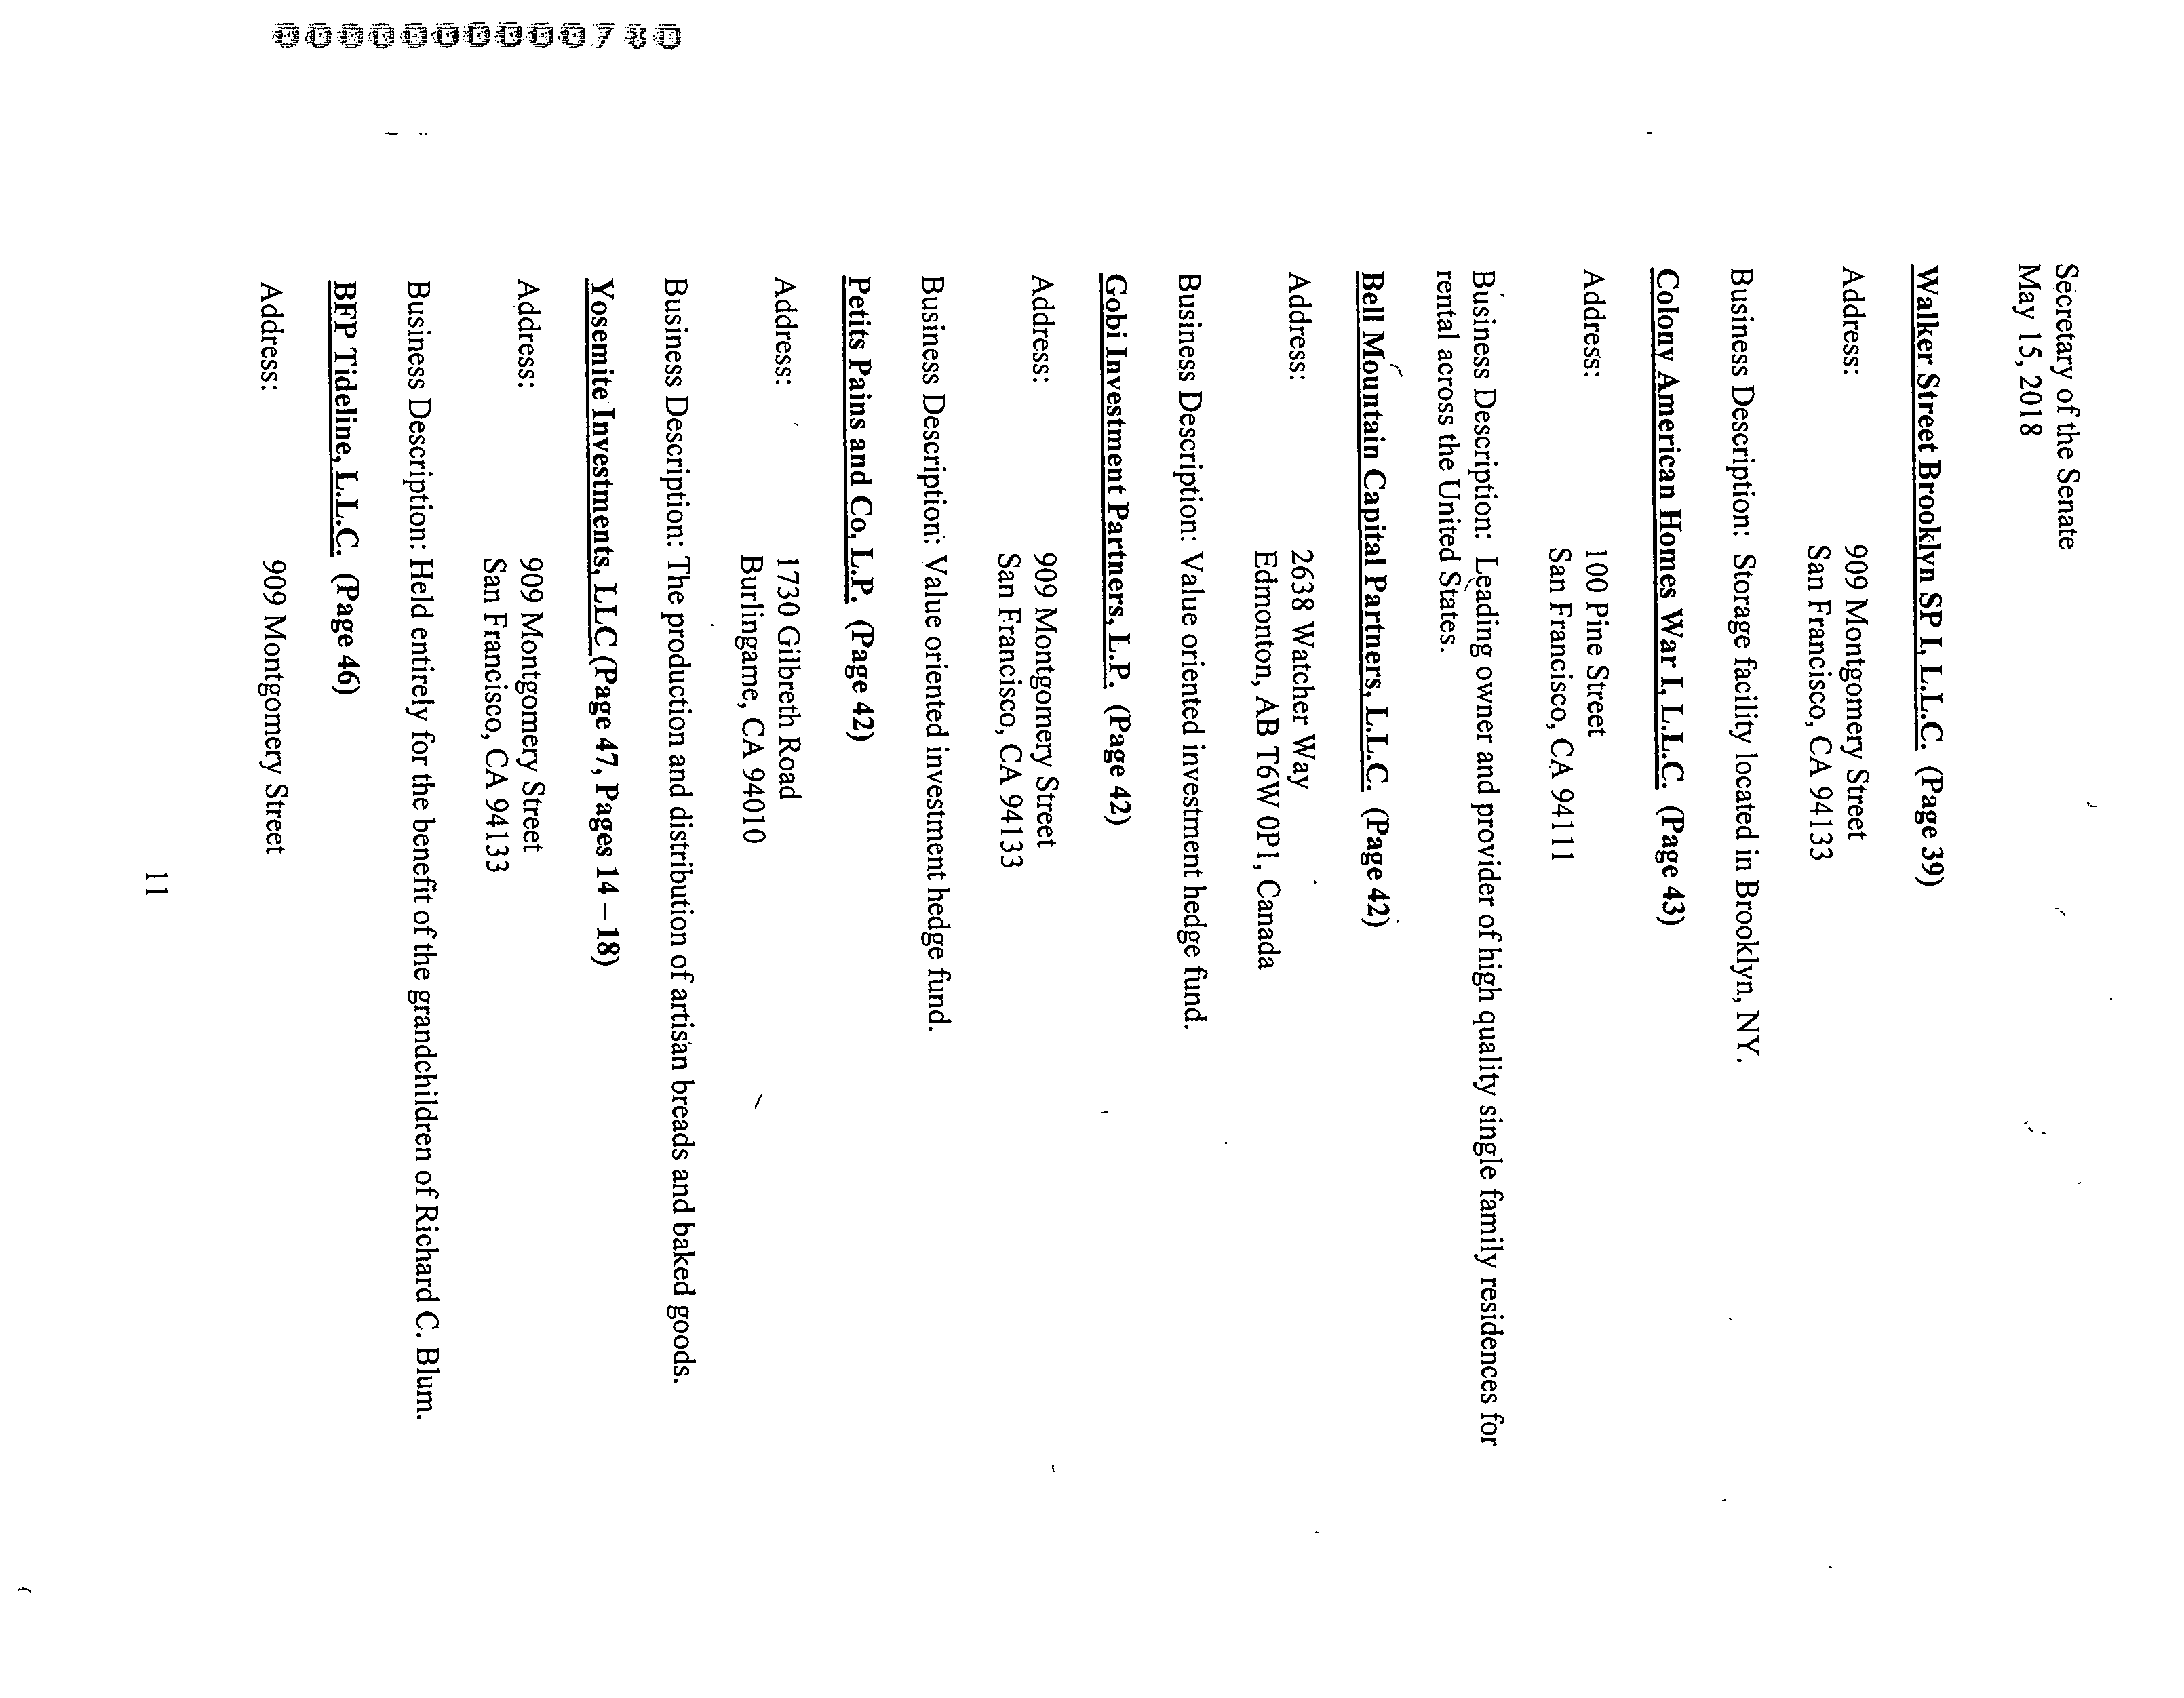 Secretary of the Senate
May 15, 2018
Walker Street Brooklyn SP I, L.L.C. (Page 39)
Address: 909 Montgomery Street
San Francisco, CA 94133
Business Description: Storage facility located in Brooklyn, NY.
Colony American Homes War I, L.L.C. (Page 43)
Address: 100 Pine Street
San Francisco, CA 94111
Business Description: Leading owner and provider of high quality single family residences for
rental across the United States.
Bell Mountain Capital Partners, L.L.C. (Page 42)
Address: 2638 Watcher Way
Edmonton, AB T6W 0P1, Canada
Business Description: Value oriented investment hedge fund.
Gobi Investment Partners, L.P. (Page 42)
Address: 909 Montgomery Street
San Francisco, CA 94133
Business Description: Value oriented investment hedge fund.
Petits Pains and Co, L.P. (Page 42)
Address: 1730 Gilbreth Road
Burlingame, CA 94010
Business Description: The production and distribution of artisan breads and baked goods.
Yosemite Investments, LLC (Page 47, Pages 14 – 18)
Address: 909 Montgomery Street
San Francisco, CA 94133
Business Description: Held entirely for the benefit of the grandchildren of Richard C. Blum.
BFP Tideline, L.L.C. (Page 46)
Address: 909 Montgomery Street
11
0000000000780